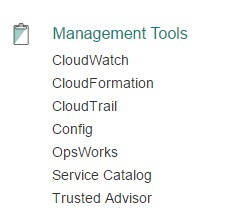 Management Tools
CloudWatch
CloudFormation
CloudTrail
Config
OpsWorks
Service Catalog
Trusted Advisor